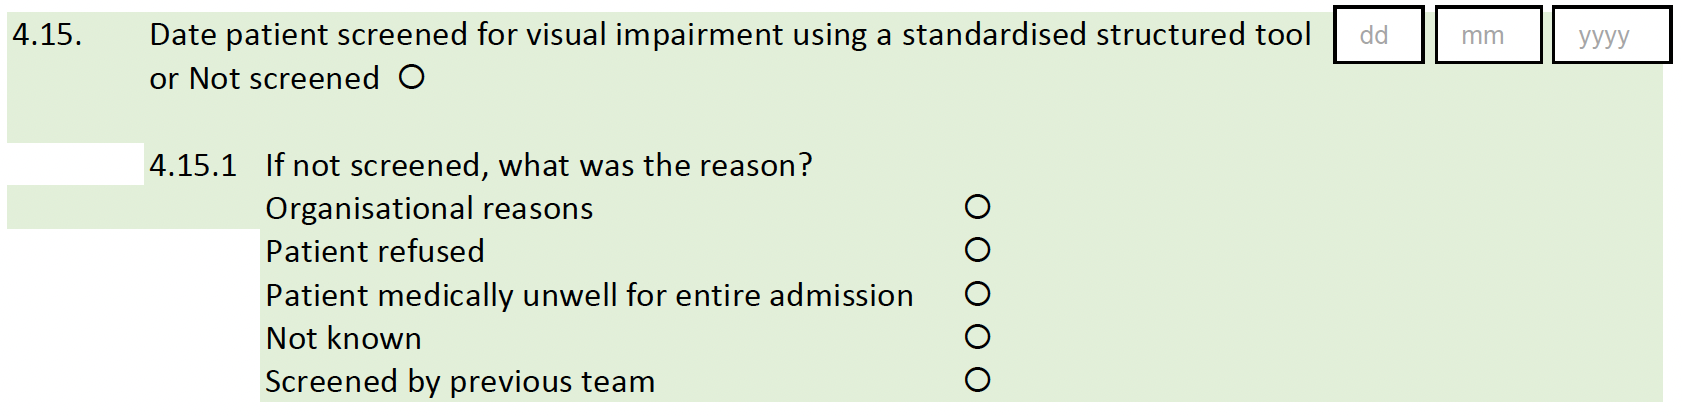 4.15. Date patient screened for visual impairment using a standardised structured tool dd mm yyyy
or Not screened
4.15.1 If not screened, what was the reason?
Organisational reasons
Patient refused
Patient medically unwell for entire admission
Not known
Screened by previous team